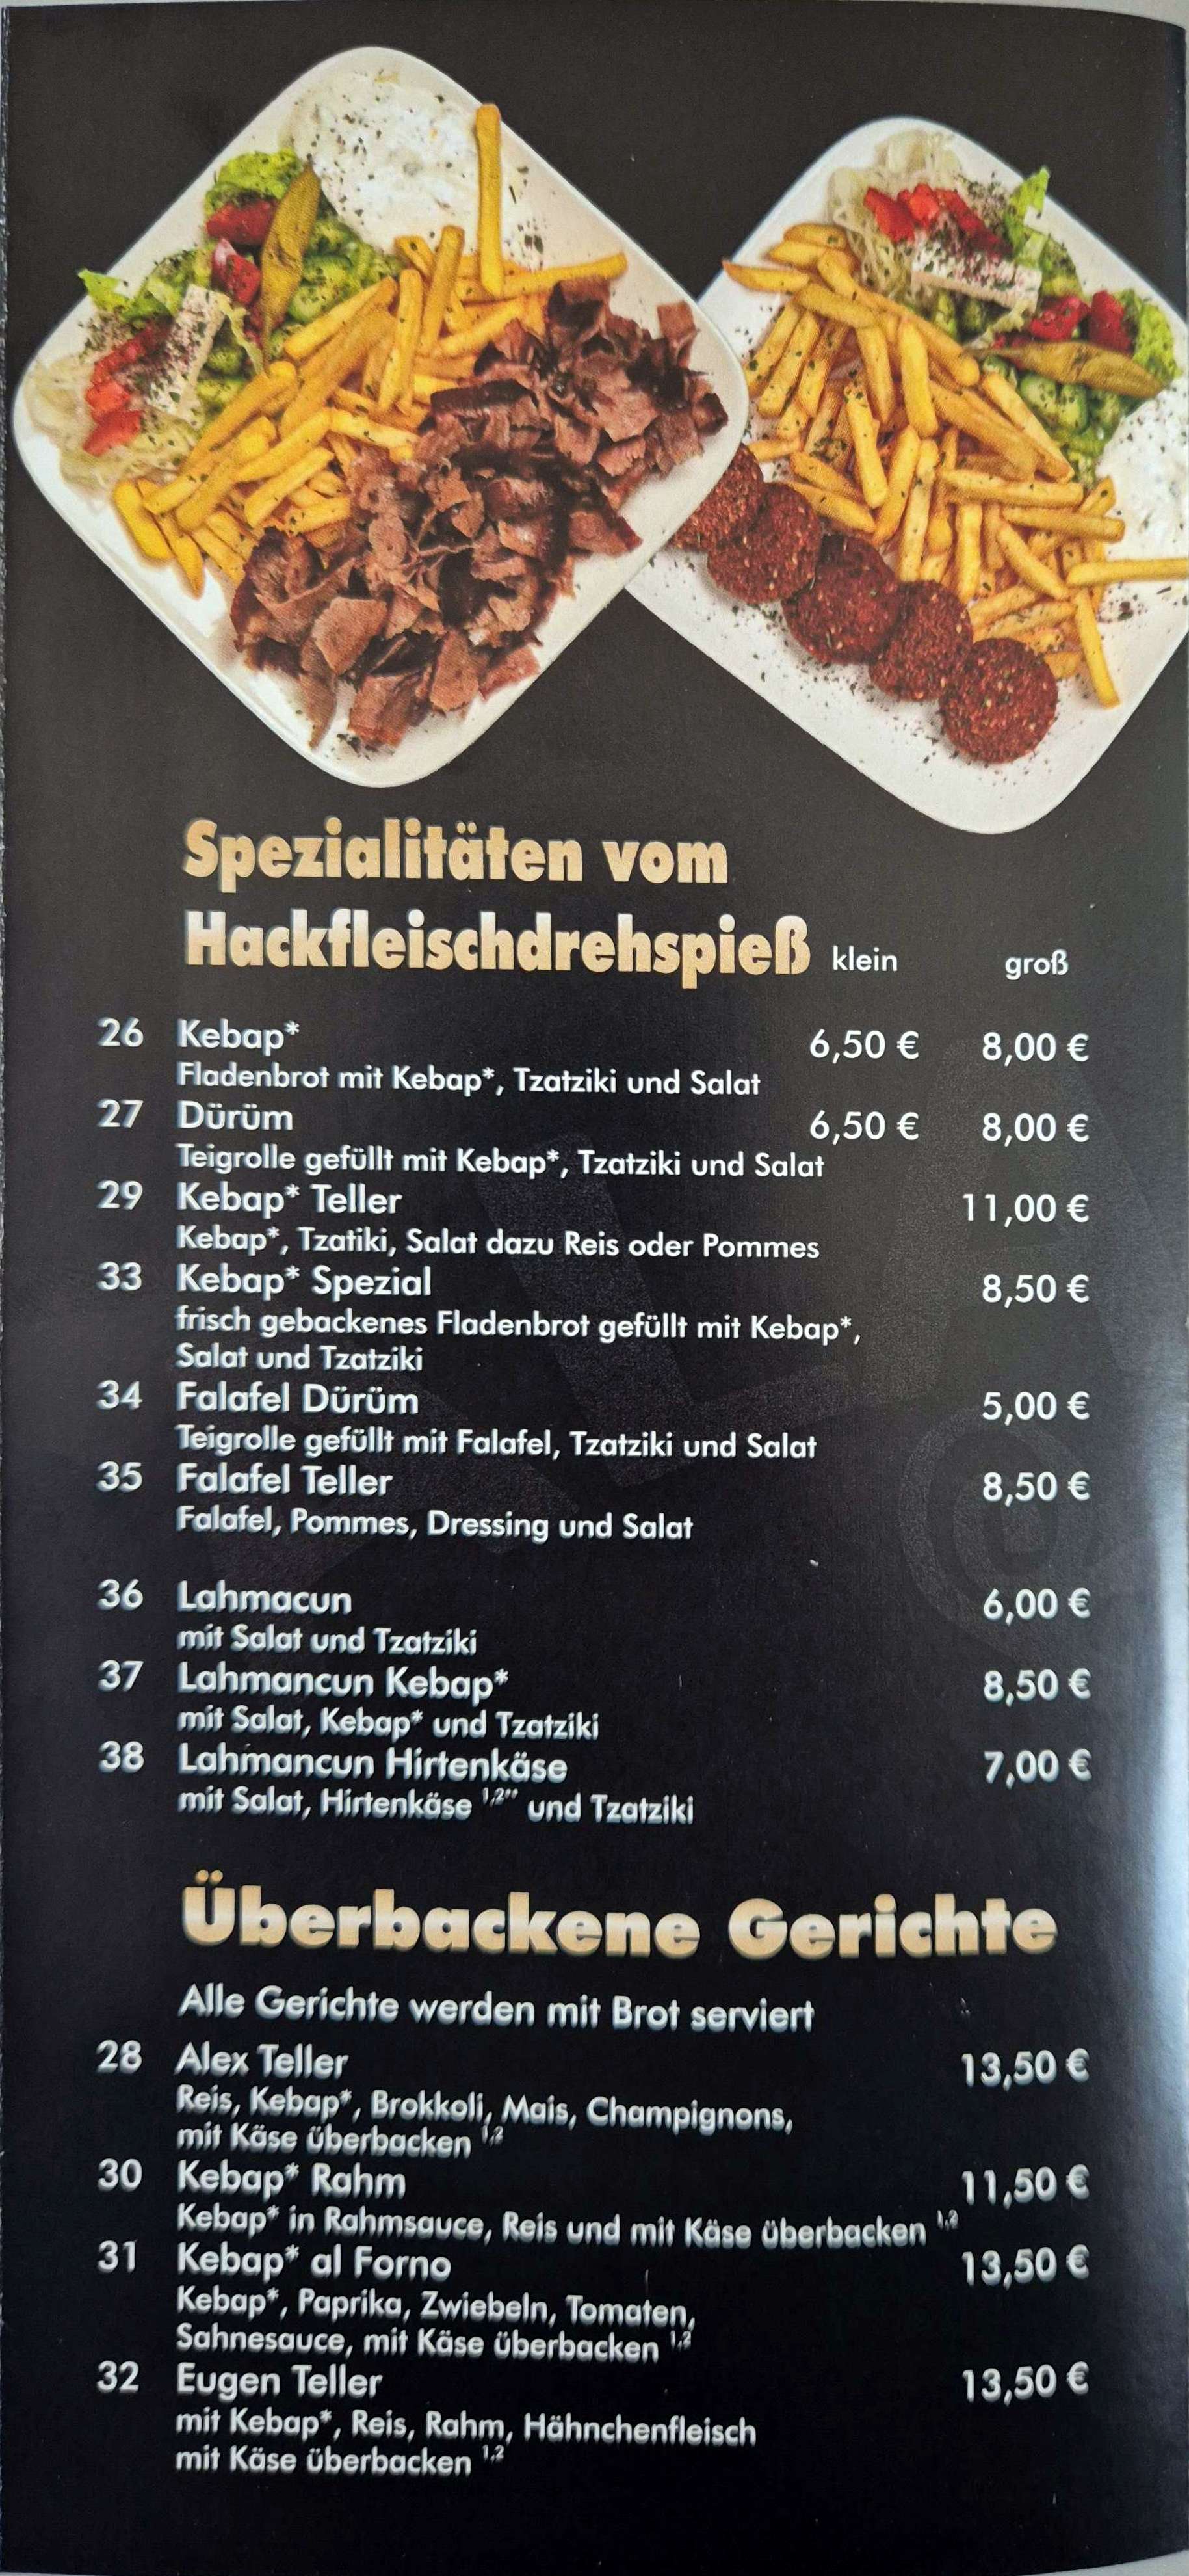 Spezialitäten vom
Hackfleischdrehspieß klein groß
26 Kebap* 6,50 € 8,00 €
Fladenbrot mit Kebap*, Tzatziki und Salat
27 Dürüm 6,50 € 8,00 €
Teigrolle gefüllt mit Kebap*, Tzatziki und Salat
29 Kebap* Teller 11,00 €
Kebap*, Tzatiki, Salat dazu Reis oder Pommes
33 Kebap* Spezial 8,50 €
frisch gebackenes Fladenbrot gefüllt mit Kebap*,
Salat und Tzatziki
34 Falafel Dürüm 5,00 €
Teigrolle gefüllt mit Falafel, Tzatziki und Salat
35 Falafel Teller 8,50 €
Falafel, Pommes, Dressing und Salat
36 Lahmacun 6,00 €
mit Salat und Tzatziki
37 Lahmancun Kebap* 8,50 €
mit Salat, Kebap* und Tzatziki
38 Lahmancun Hirtenkäse 7,00 €
mit Salat, Hirtenkäse 1,2" und Tzatziki
Überbackene Gerichte
Alle Gerichte werden mit Brot serviert
28 Alex Teller 13,50 €
Reis, Kebap*, Brokkoli, Mais, Champignons,
mit Käse überbacken 1,2
30 Kebap* Rahm 11,50 €
Kebap* in Rahmsauce, Reis und mit Käse überbacken 1,2
31 Kebap* al Forno 13,50 €
Kebap*, Paprika, Zwiebeln, Tomaten,
Sahnesauce, mit Käse überbacken 1,2
32 Eugen Teller 13,50 €
mit Kebap*, Reis, Rahm, Hähnchenfleisch
mit Käse überbacken 1,2